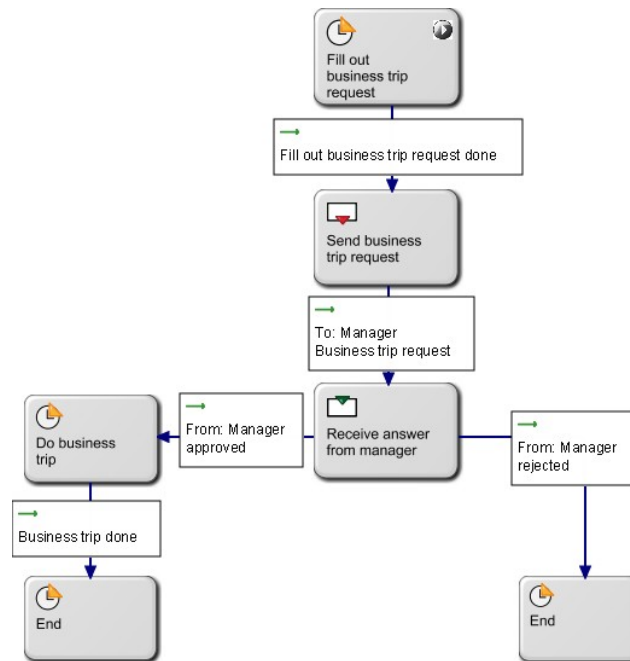 Fill out
business trip
request
Fill out business trip request done
Send business
trip request
To: Manager
Business trip request
Do business
trip
From: Manager
approved
Receive answer
from manager
From: Manager
rejected
Business trip done
End
End